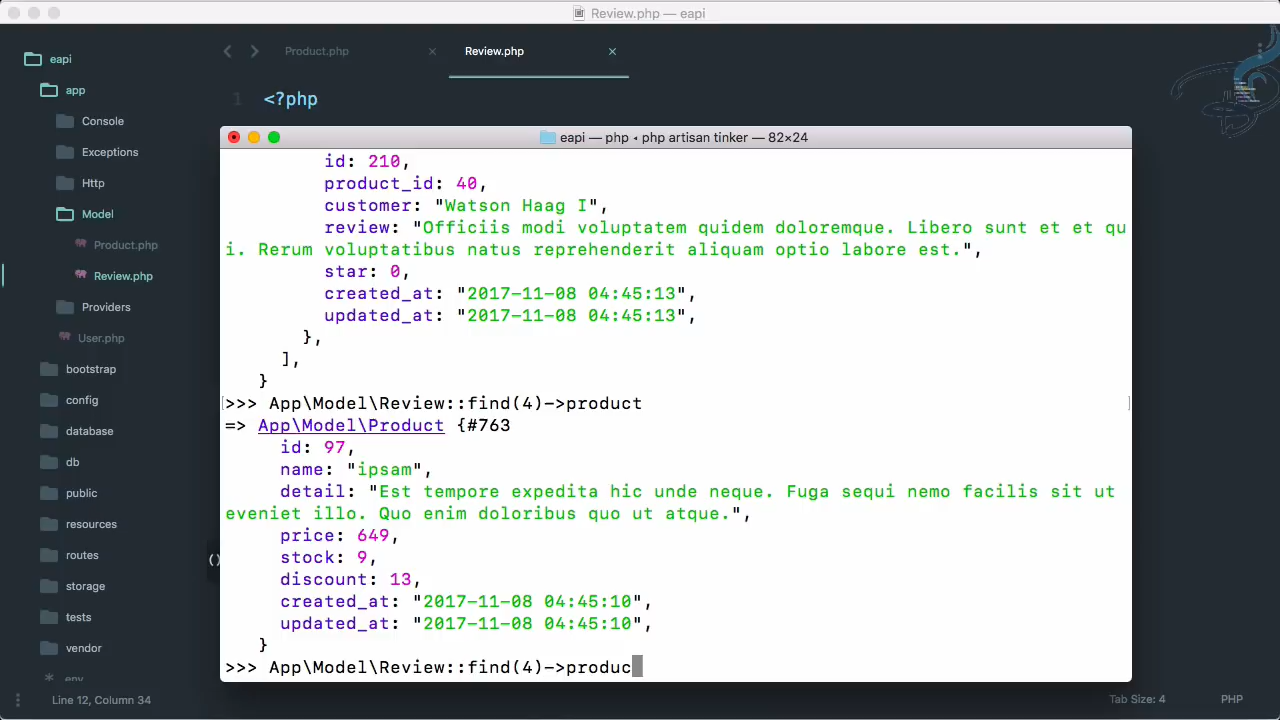 Review.php — eapi
eapi
app
Console
Exceptions
Http
Model
Product.php
Review.php
Providers
User.php
bootstrap
config
database
db
public
resources
routes
storage
tests
vendor
.env
Product.php
Review.php
1 <?php
eapi — php ◂ php artisan tinker — 82×24
id: 210,
product_id: 40,
customer: "Watson Haag I",
review: "Officiis modi voluptatem quidem doloremque. Libero sunt et et qu
i. Rerum voluptatibus natus reprehenderit aliquam optio labore est.",
star: 0,
created_at: "2017-11-08 04:45:13",
updated_at: "2017-11-08 04:45:13",
},
],
}
>>> App\Model\Review::find(4)->product
=> App\Model\Product {#763
id: 97,
name: "ipsam",
detail: "Est tempore expedita hic unde neque. Fuga sequi nemo facilis sit ut
eveniet illo. Quo enim doloribus quo ut atque.",
price: 649,
stock: 9,
discount: 13,
created_at: "2017-11-08 04:45:10",
updated_at: "2017-11-08 04:45:10",
}
>>> App\Model\Review::find(4)->produc
()
Line 12, Column 34
Tab Size: 4
PHP